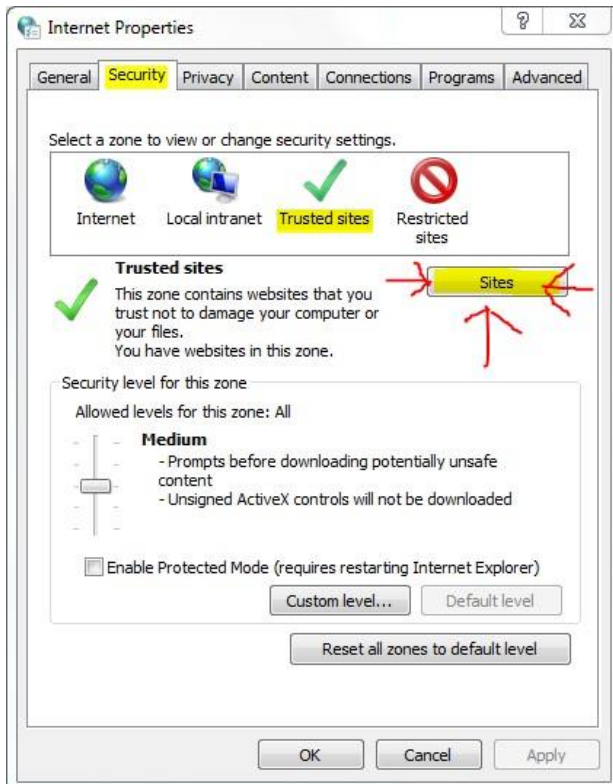 Internet Properties
General Security Privacy Content Connections Programs Advanced
Select a zone to view or change security settings.
Internet Local intranet Trusted sites Restricted
sites
Trusted sites
Sites
This zone contains websites that you
trust not to damage your computer or
your files.
You have websites in this zone.
Security level for this zone
Allowed levels for this zone: All
Medium
- Prompts before downloading potentially unsafe
content
- Unsigned ActiveX controls will not be downloaded
Enable Protected Mode (requires restarting Internet Explorer)
Custom level... Default level
Reset all zones to default level
OK Cancel Apply